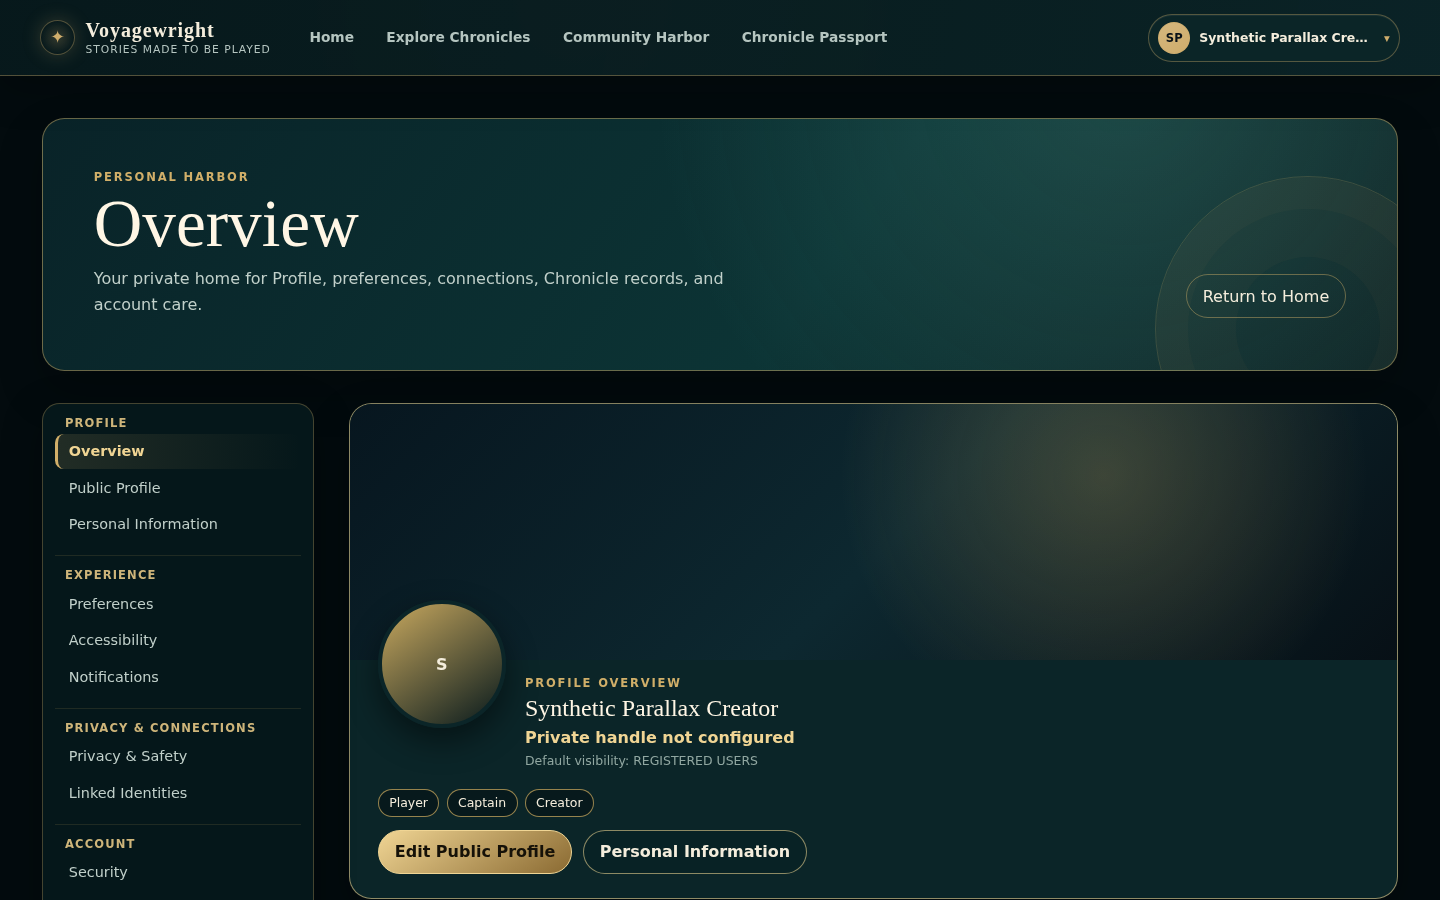 Voyagewright
STORIES MADE TO BE PLAYED
Home
Explore Chronicles
Community Harbor
Chronicle Passport
SP
Synthetic Parallax Cre...
PERSONAL HARBOR
Overview
Your private home for Profile, preferences, connections, Chronicle records, and
account care.
Return to Home
PROFILE
Overview
Public Profile
Personal Information
EXPERIENCE
Preferences
Accessibility
Notifications
PRIVACY & CONNECTIONS
Privacy & Safety
Linked Identities
ACCOUNT
Security
S
PROFILE OVERVIEW
Synthetic Parallax Creator
Private handle not configured
Default visibility: REGISTERED USERS
Player
Captain
Creator
Edit Public Profile
Personal Information